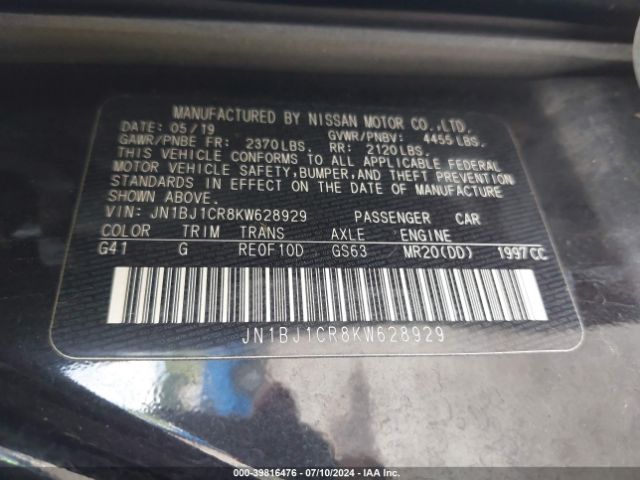 MANUFACTURED BY NISSAN MOTOR CO.,LTD.
DATE: 05/19 GVWR/PNBV: 4455 LBS.
GAWR/PNBE FR: 2370 LBS. RR: 2120 LBS.
THIS VEHICLE CONFORMS TO ALL APPLICABLE FEDERAL
MOTOR VEHICLE SAFETY, BUMPER, AND THEFT PREVENTION
STANDARDS IN EFFECT ON THE DATE OF MANUFACTURE
SHOWN ABOVE.
VIN: JN1BJ1CR8KW628929 PASSENGER CAR
COLOR TRIM TRANS AXLE ENGINE
G41 G RE0F10D GS63 MR20(DD) 1997CC
JN1BJ1CR8KW628929
000-39816476 - 07/10/2024 - IAA Inc.